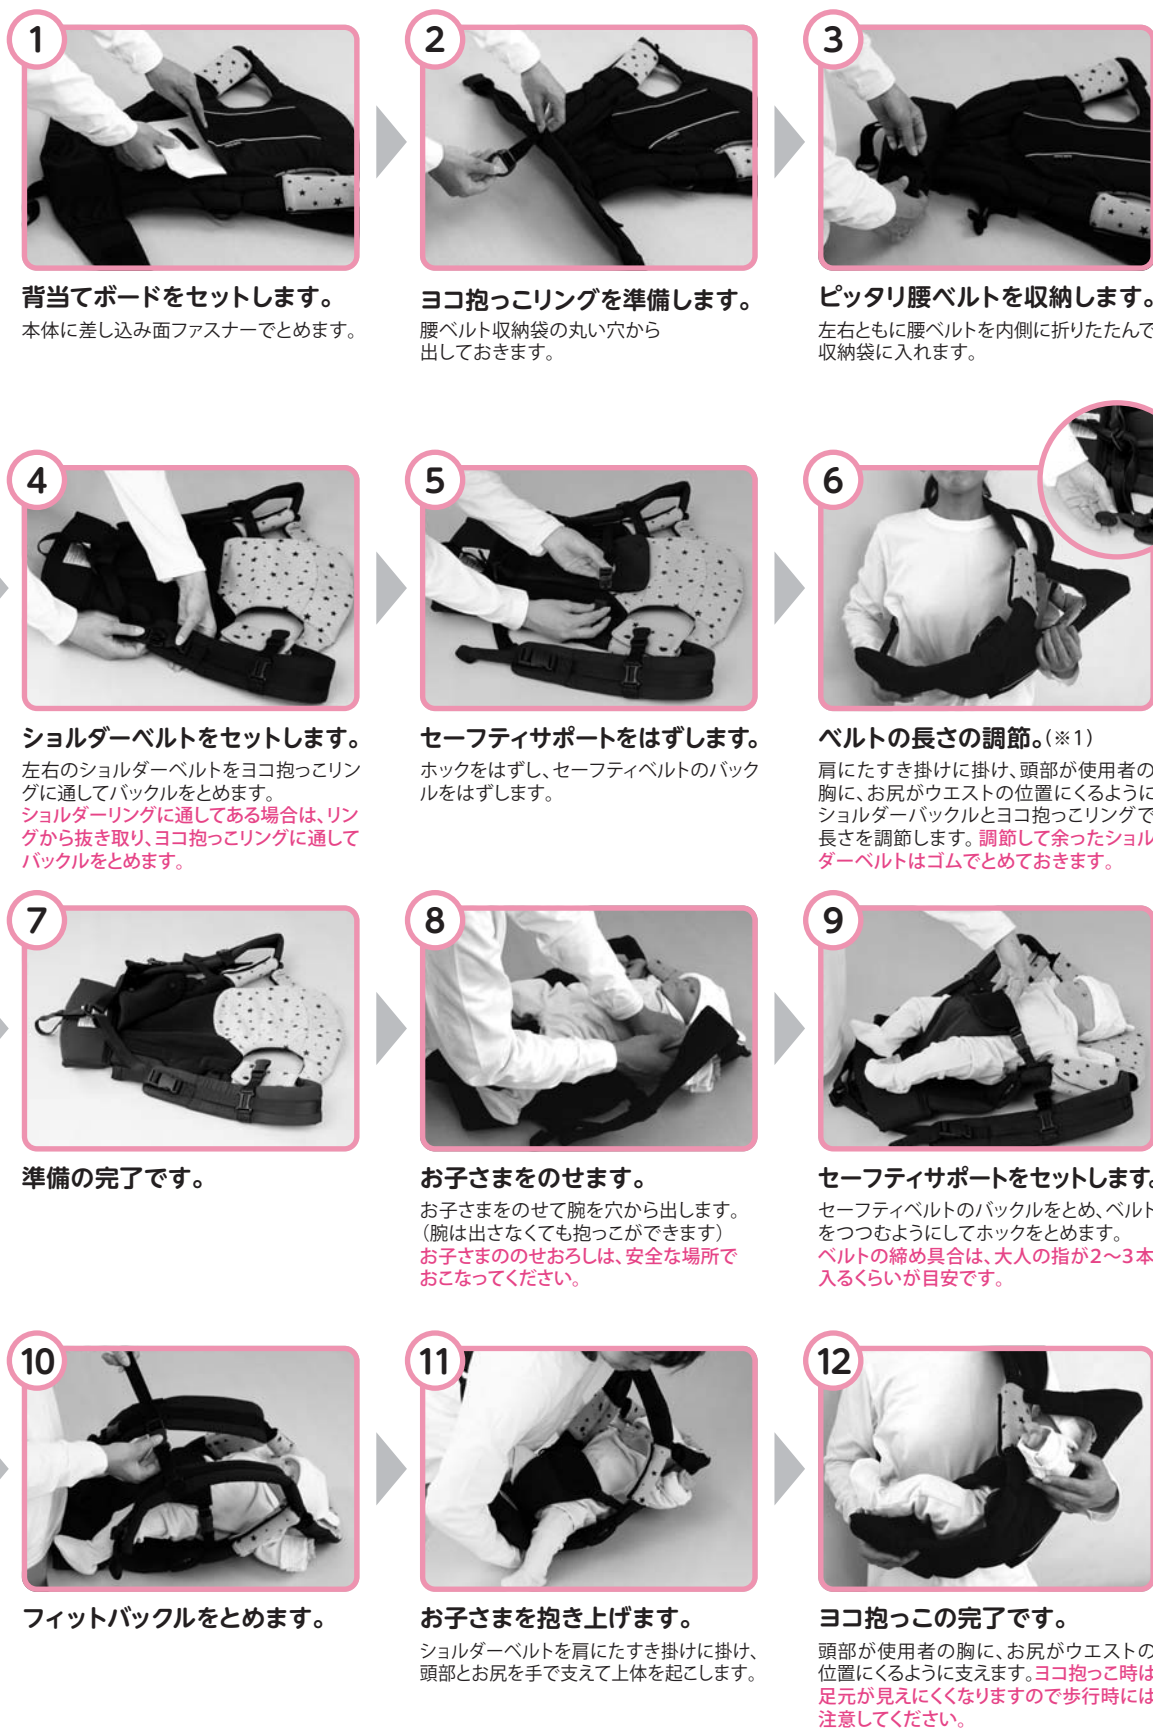 1
背当てボードをセットします。
本体に差し込み面ファスナーでとめます。
2
ヨコ抱っこリングを準備します。
腰ベルト収納袋の丸い穴から
出しておきます。
3
ピッタリ腰ベルトを収納します。
左右ともに腰ベルトを内側に折りたたんで
収納袋に入れます。
4
ショルダーベルトをセットします。
左右のショルダーベルトをヨコ抱っこリン
グに通してバックルをとめます。
ショルダーリングに通してある場合は、リン
グから抜き取り、ヨコ抱っこリングに通して
バックルをとめます。
5
セーフティサポートをはずします。
ホックをはずし、セーフティベルトのバック
ルをはずします。
6
ベルトの長さの調節。(※1)
肩にたすき掛けに掛け、頭部が使用者の
胸に、お尻がウエストの位置にくるように
ショルダーバックルとヨコ抱っこリングで
長さを調節します。調節して余ったショル
ダーベルトはゴムでとめておきます。
7
準備の完了です。
8
お子さまをのせます。
お子さまをのせて腕を穴から出します。
(腕は出さなくても抱っこができます)
お子さまののせおろしは、安全な場所で
おこなってください。
9
セーフティサポートをセットします。
セーフティベルトのバックルをとめ、ベルト
をつつむようにしてホックをとめます。
ベルトの締め具合は、大人の指が2〜3本
入るくらいが目安です。
10
フィットバックルをとめます。
11
お子さまを抱き上げます。
ショルダーベルトを肩にたすき掛けに掛け、
頭部とお尻を手で支えて上体を起こします。
12
ヨコ抱っこの完了です。
頭部が使用者の胸に、お尻がウエストの
位置にくるように支えます。ヨコ抱っこ時は
足元が見えにくくなりますので歩行時には
注意してください。